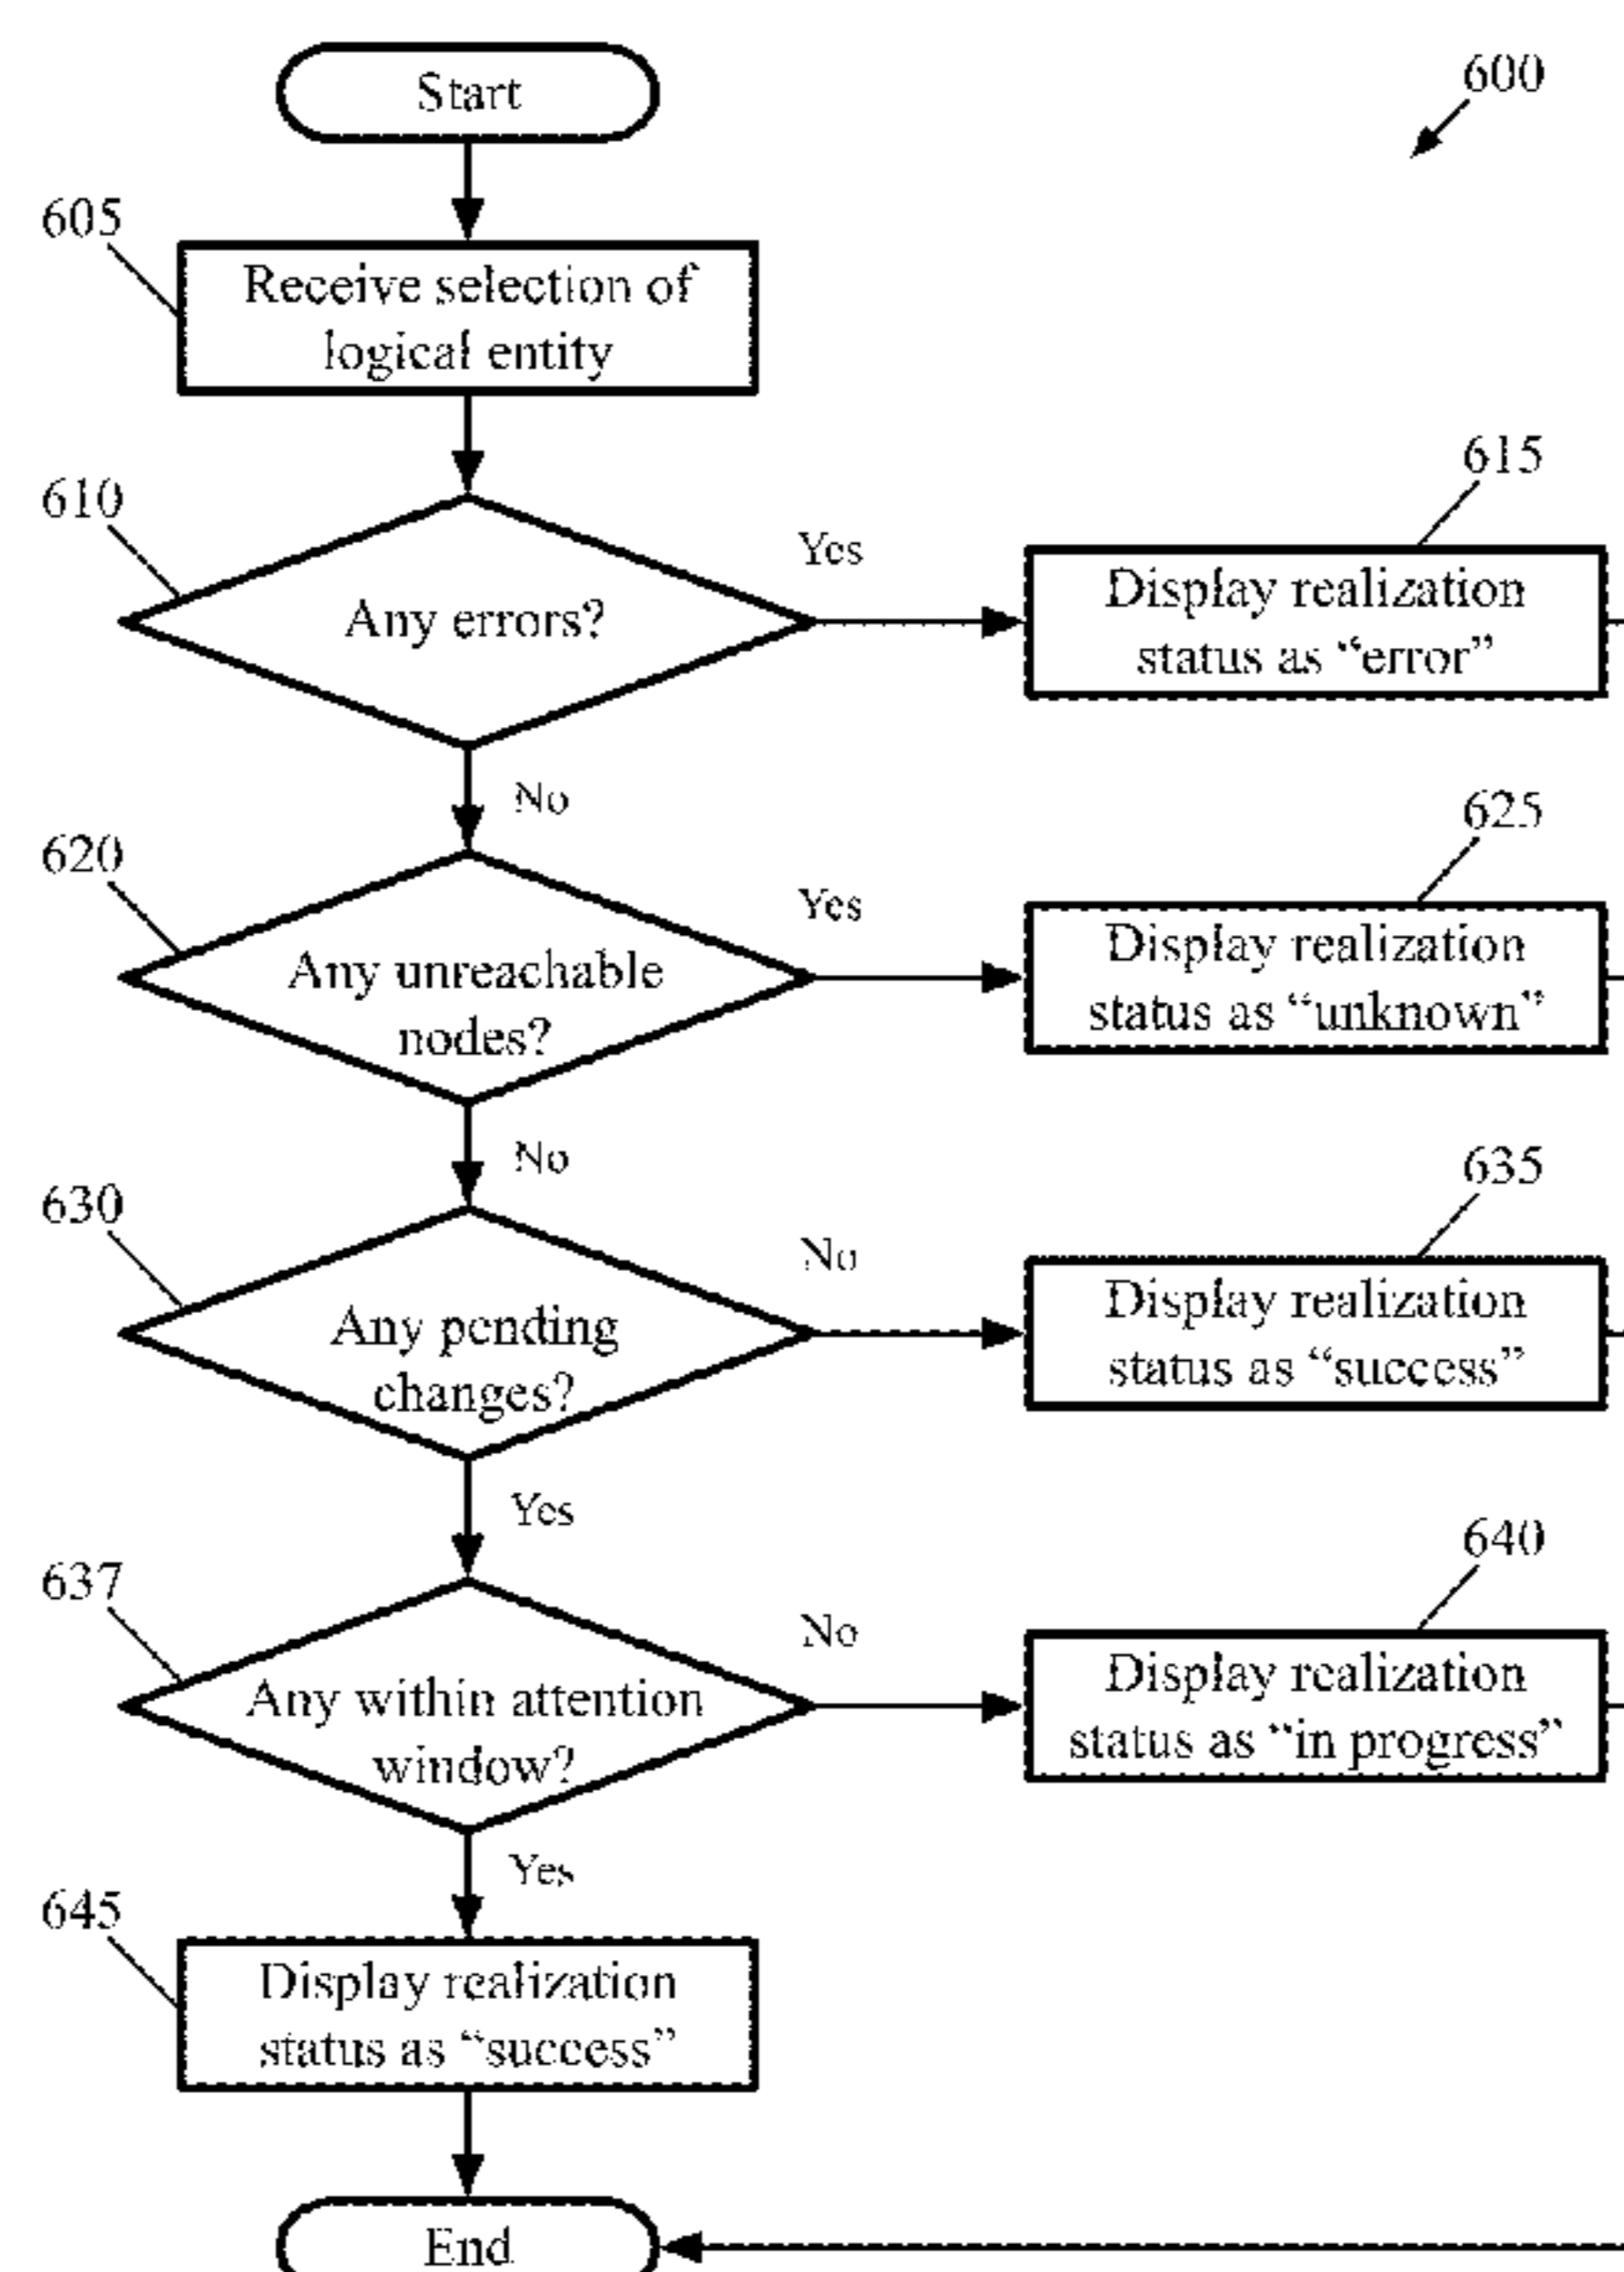 Start
600
605
Receive selection of
logical entity
610
Any errors?
Yes
615
Display realization
status as “error”
No
620
Any unreachable
nodes?
Yes
625
Display realization
status as “unknown”
No
630
Any pending
changes?
No
635
Display realization
status as “success”
Yes
637
Any within attention
window?
No
640
Display realization
status as “in progress”
Yes
645
Display realization
status as “success”
End